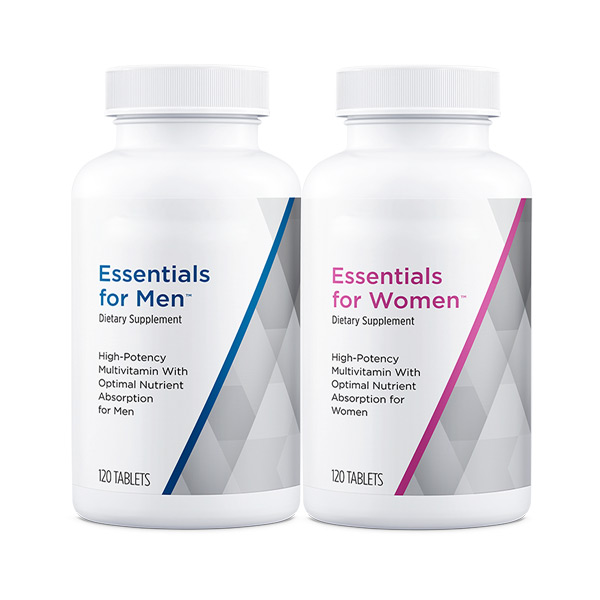 Essentials
for Men™
Dietary Supplement
High-Potency
Multivitamin With
Optimal Nutrient
Absorption
for Men
120 TABLETS
Essentials
for Women™
Dietary Supplement
High-Potency
Multivitamin With
Optimal Nutrient
Absorption for
Women
120 TABLETS